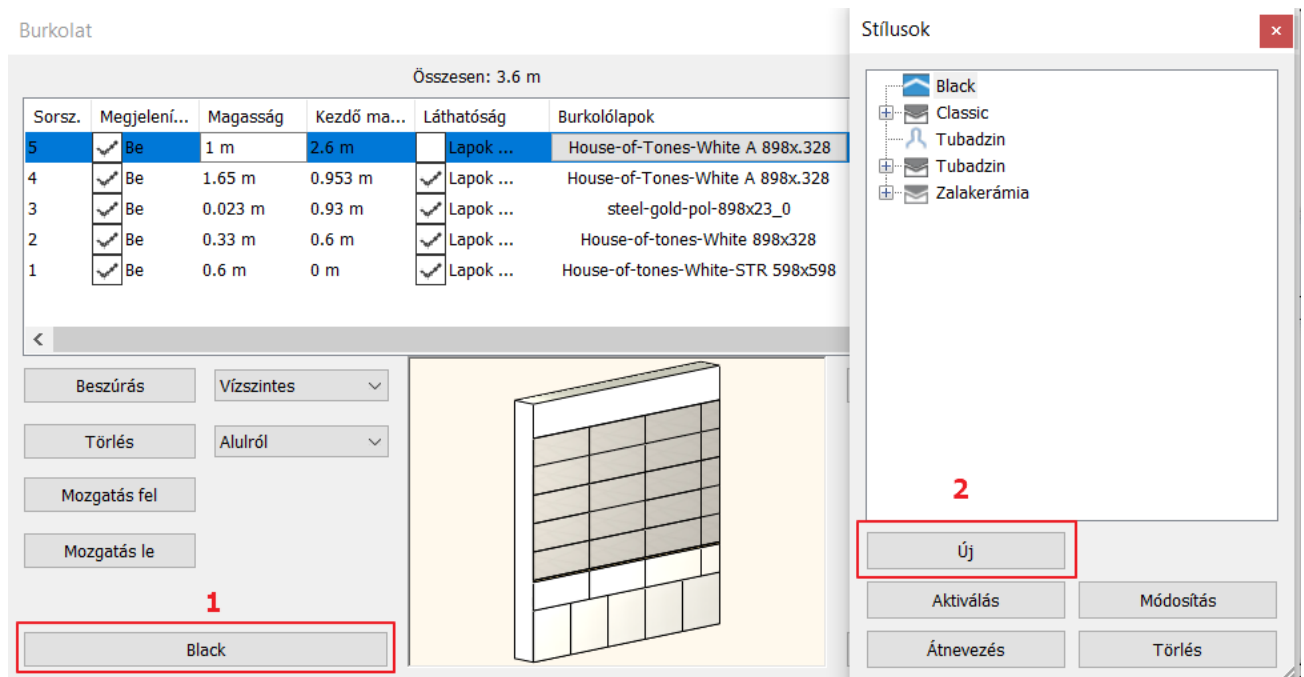 Burkolat
Összesen: 3.6 m
Sorsz. Megjelení... Magasság Kezdő ma... Láthatóság Burkolólapok
5 Be 1 m 2.6 m Lapok ... House-of-Tones-White A 898x.328
4 Be 1.65 m 0.953 m Lapok ... House-of-Tones-White A 898x.328
3 Be 0.023 m 0.93 m Lapok ... steel-gold-pol-898x23_0
2 Be 0.33 m 0.6 m Lapok ... House-of-tones-White 898x328
1 Be 0.6 m 0 m Lapok ... House-of-tones-White-STR 598x598
Beszúrás Vízszintes
Törlés Alulról
Mozgatás fel
Mozgatás le
1
Black
Stílusok
Black
Classic
Tubadzin
Tubadzin
Zalakerámia
2
Új
Aktiválás Módosítás
Átnevezés Törlés